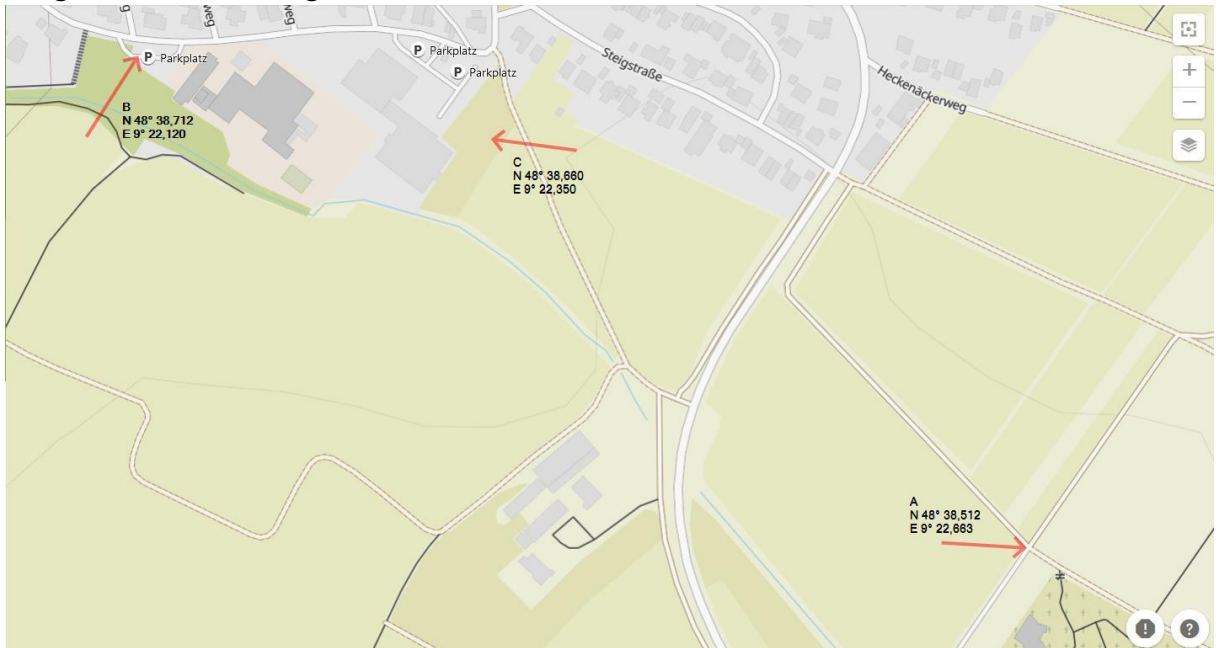 g
weg
weg
P Parkplatz
P Parkplatz
P Parkplatz
Steigstraße
Heckenäckerweg
B
N 48° 38,712
E 9° 22,120
C
N 48° 38,660
E 9° 22,350
A
N 48° 38,512
E 9° 22,663
+
−
!
?